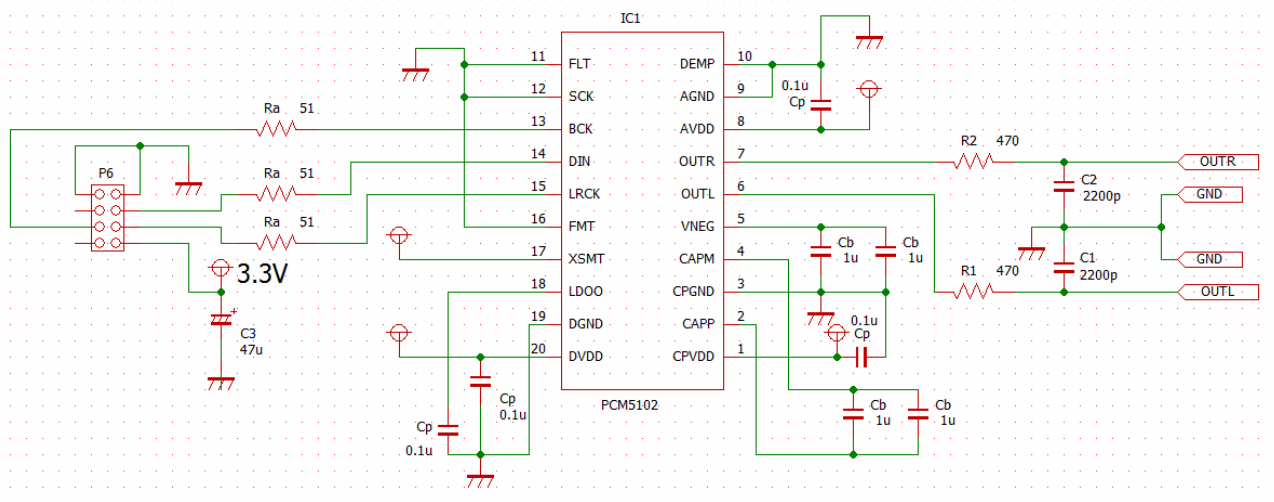 IC1
11 FLT DEMP 10
12 SCK AGND 9
13 BCK AVDD 8
14 DIN OUTR 7
15 LRCK OUTL 6
16 FMT VNEG 5
17 XSMT CAPM 4
18 LDOO CPGND 3
19 DGND CAPP 2
20 DVDD CPVDD 1
PCM5102
Ra 51
Ra 51
Ra 51
P6
3.3V
+
C3
47u
Cp
0.1u
Cp
0.1u
0.1u
Cp
Cb
1u
Cb
1u
0.1u
Cp
Cb
1u
Cb
1u
R2 470
C2
2200p
R1 470
C1
2200p
OUTR
GND
GND
OUTL